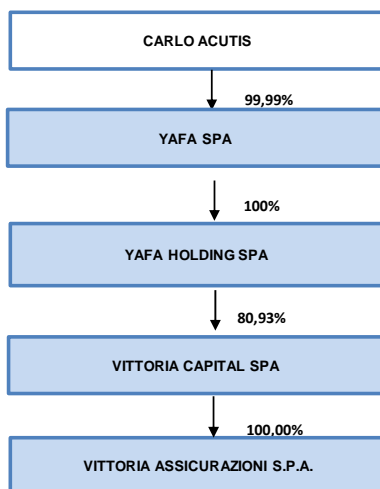 CARLO ACUTIS
99,99%
YAFA SPA
100%
YAFA HOLDING SPA
80,93%
VITTORIA CAPITAL SPA
100,00%
VITTORIA ASSICURAZIONI S.P.A.